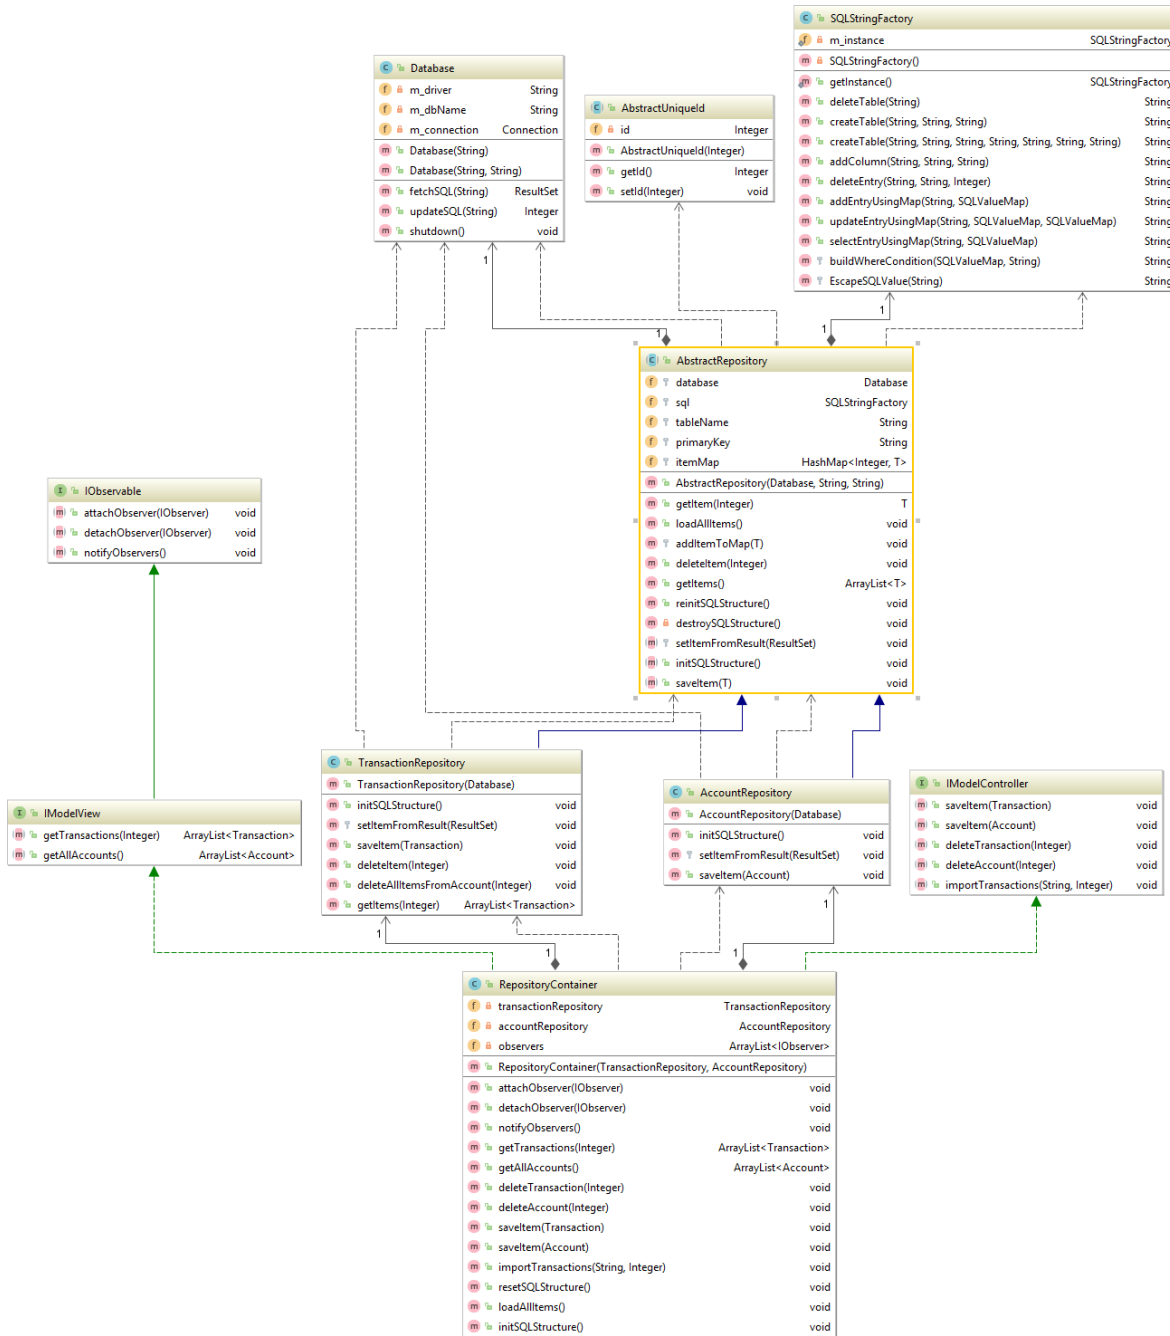 SQLStringFactory
m_instance SQLStringFactory
SQLStringFactory()
getInstance() SQLStringFactory
deleteTable(String) String
createTable(String, String, String) String
createTable(String, String, String, String, String, String, String) String
addColumn(String, String, String) String
deleteEntry(String, String, Integer) String
addEntryUsingMap(String, SQLValueMap) String
updateEntryUsingMap(String, SQLValueMap, SQLValueMap) String
selectEntryUsingMap(String, SQLValueMap) String
buildWhereCondition(SQLValueMap, String) String
EscapeSQLValue(String) String
Database
m_driver String
m_dbName String
m_connection Connection
Database(String)
Database(String, String)
fetchSQL(String) ResultSet
updateSQL(String) Integer
shutdown() void
AbstractUniqueId
id Integer
AbstractUniqueId(Integer)
getId() Integer
setId(Integer) void
1
1
1
1
AbstractRepository
database Database
sql SQLStringFactory
tableName String
primaryKey String
itemMap HashMap<Integer, T>
AbstractRepository(Database, String, String)
getItem(Integer) T
loadAllItems() void
addItemToMap(T) void
deleteItem(Integer) void
getItems() ArrayList<T>
reinitSQLStructure() void
destroySQLStructure() void
setItemFromResult(ResultSet) void
initSQLStructure() void
saveItem(T) void
IObservable
attachObserver(IObserver) void
detachObserver(IObserver) void
notifyObservers() void
IModelView
getTransactions(Integer) ArrayList<Transaction>
getAllAccounts() ArrayList<Account>
TransactionRepository
TransactionRepository(Database)
initSQLStructure() void
setItemFromResult(ResultSet) void
saveItem(Transaction) void
deleteItem(Integer) void
deleteAllItemsFromAccount(Integer) void
getItems(Integer) ArrayList<Transaction>
AccountRepository
AccountRepository(Database)
initSQLStructure() void
setItemFromResult(ResultSet) void
saveItem(Account) void
IModelController
saveItem(Transaction) void
saveItem(Account) void
deleteTransaction(Integer) void
deleteAccount(Integer) void
importTransactions(String, Integer) void
1
1
1
1
RepositoryContainer
transactionRepository TransactionRepository
accountRepository AccountRepository
observers ArrayList<IObserver>
RepositoryContainer(TransactionRepository, AccountRepository)
attachObserver(IObserver) void
detachObserver(IObserver) void
notifyObservers() void
getTransactions(Integer) ArrayList<Transaction>
getAllAccounts() ArrayList<Account>
deleteTransaction(Integer) void
deleteAccount(Integer) void
saveItem(Transaction) void
saveItem(Account) void
importTransactions(String, Integer) void
resetSQLStructure() void
loadAllItems() void
initSQLStructure() void